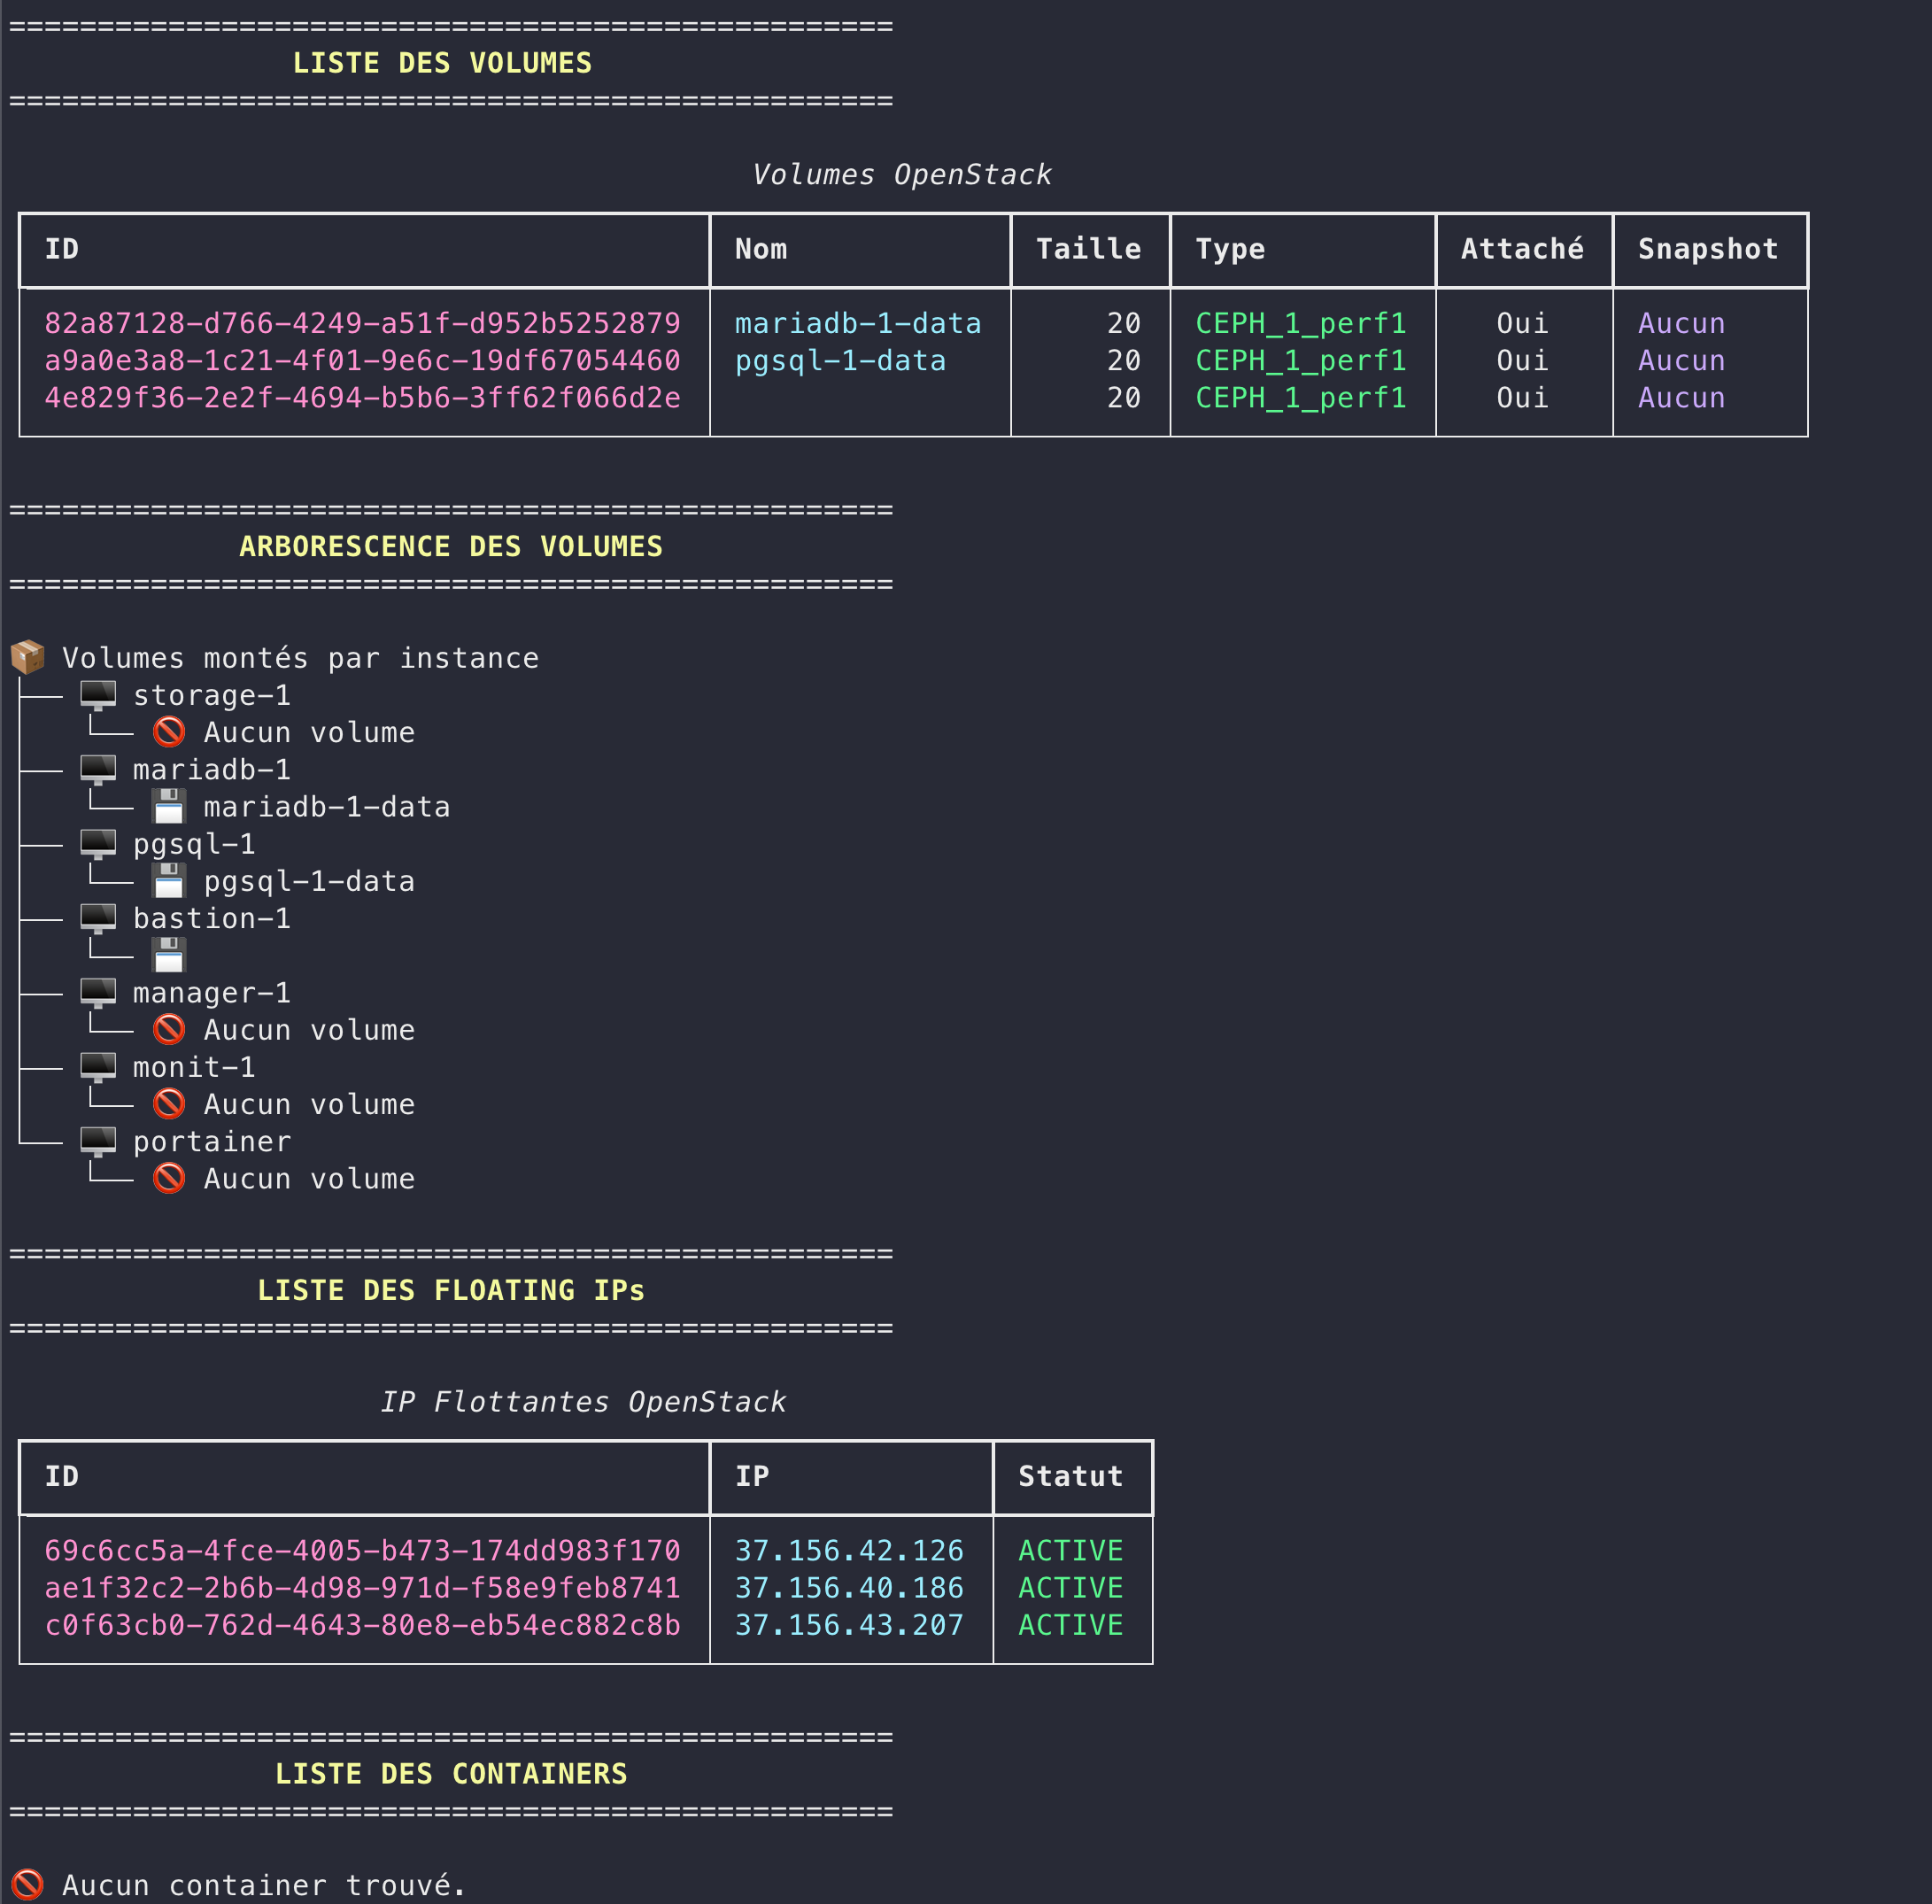 ==================================================
LISTE DES VOLUMES
==================================================
Volumes OpenStack
ID Nom Taille Type Attaché Snapshot
82a87128-d766-4249-a51f-d952b5252879 mariadb-1-data 20 CEPH_1_perf1 Oui Aucun
a9a0e3a8-1c21-4f01-9e6c-19df67054460 pgsql-1-data 20 CEPH_1_perf1 Oui Aucun
4e829f36-2e2f-4694-b5b6-3ff62f066d2e 20 CEPH_1_perf1 Oui Aucun
==================================================
ARBORESCENCE DES VOLUMES
==================================================
📦 Volumes montés par instance
├── 🖥️ storage-1
│   └── 🚫 Aucun volume
├── 🖥️ mariadb-1
│   └── 💾 mariadb-1-data
├── 🖥️ pgsql-1
│   └── 💾 pgsql-1-data
├── 🖥️ bastion-1
│   └── 💾
├── 🖥️ manager-1
│   └── 🚫 Aucun volume
├── 🖥️ monit-1
│   └── 🚫 Aucun volume
└── 🖥️ portainer
    └── 🚫 Aucun volume
==================================================
LISTE DES FLOATING IPs
==================================================
IP Flottantes OpenStack
ID IP Statut
69c6cc5a-4fce-4005-b473-174dd983f170 37.156.42.126 ACTIVE
ae1f32c2-2b6b-4d98-971d-f58e9feb8741 37.156.40.186 ACTIVE
c0f63cb0-762d-4643-80e8-eb54ec882c8b 37.156.43.207 ACTIVE
==================================================
LISTE DES CONTAINERS
==================================================
🚫 Aucun container trouvé.